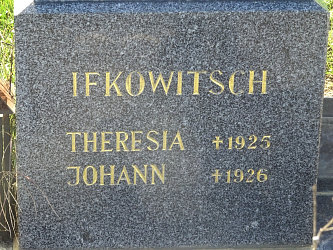 IFKOWITSCH
THERESIA ✝1925
JOHANN ✝1926